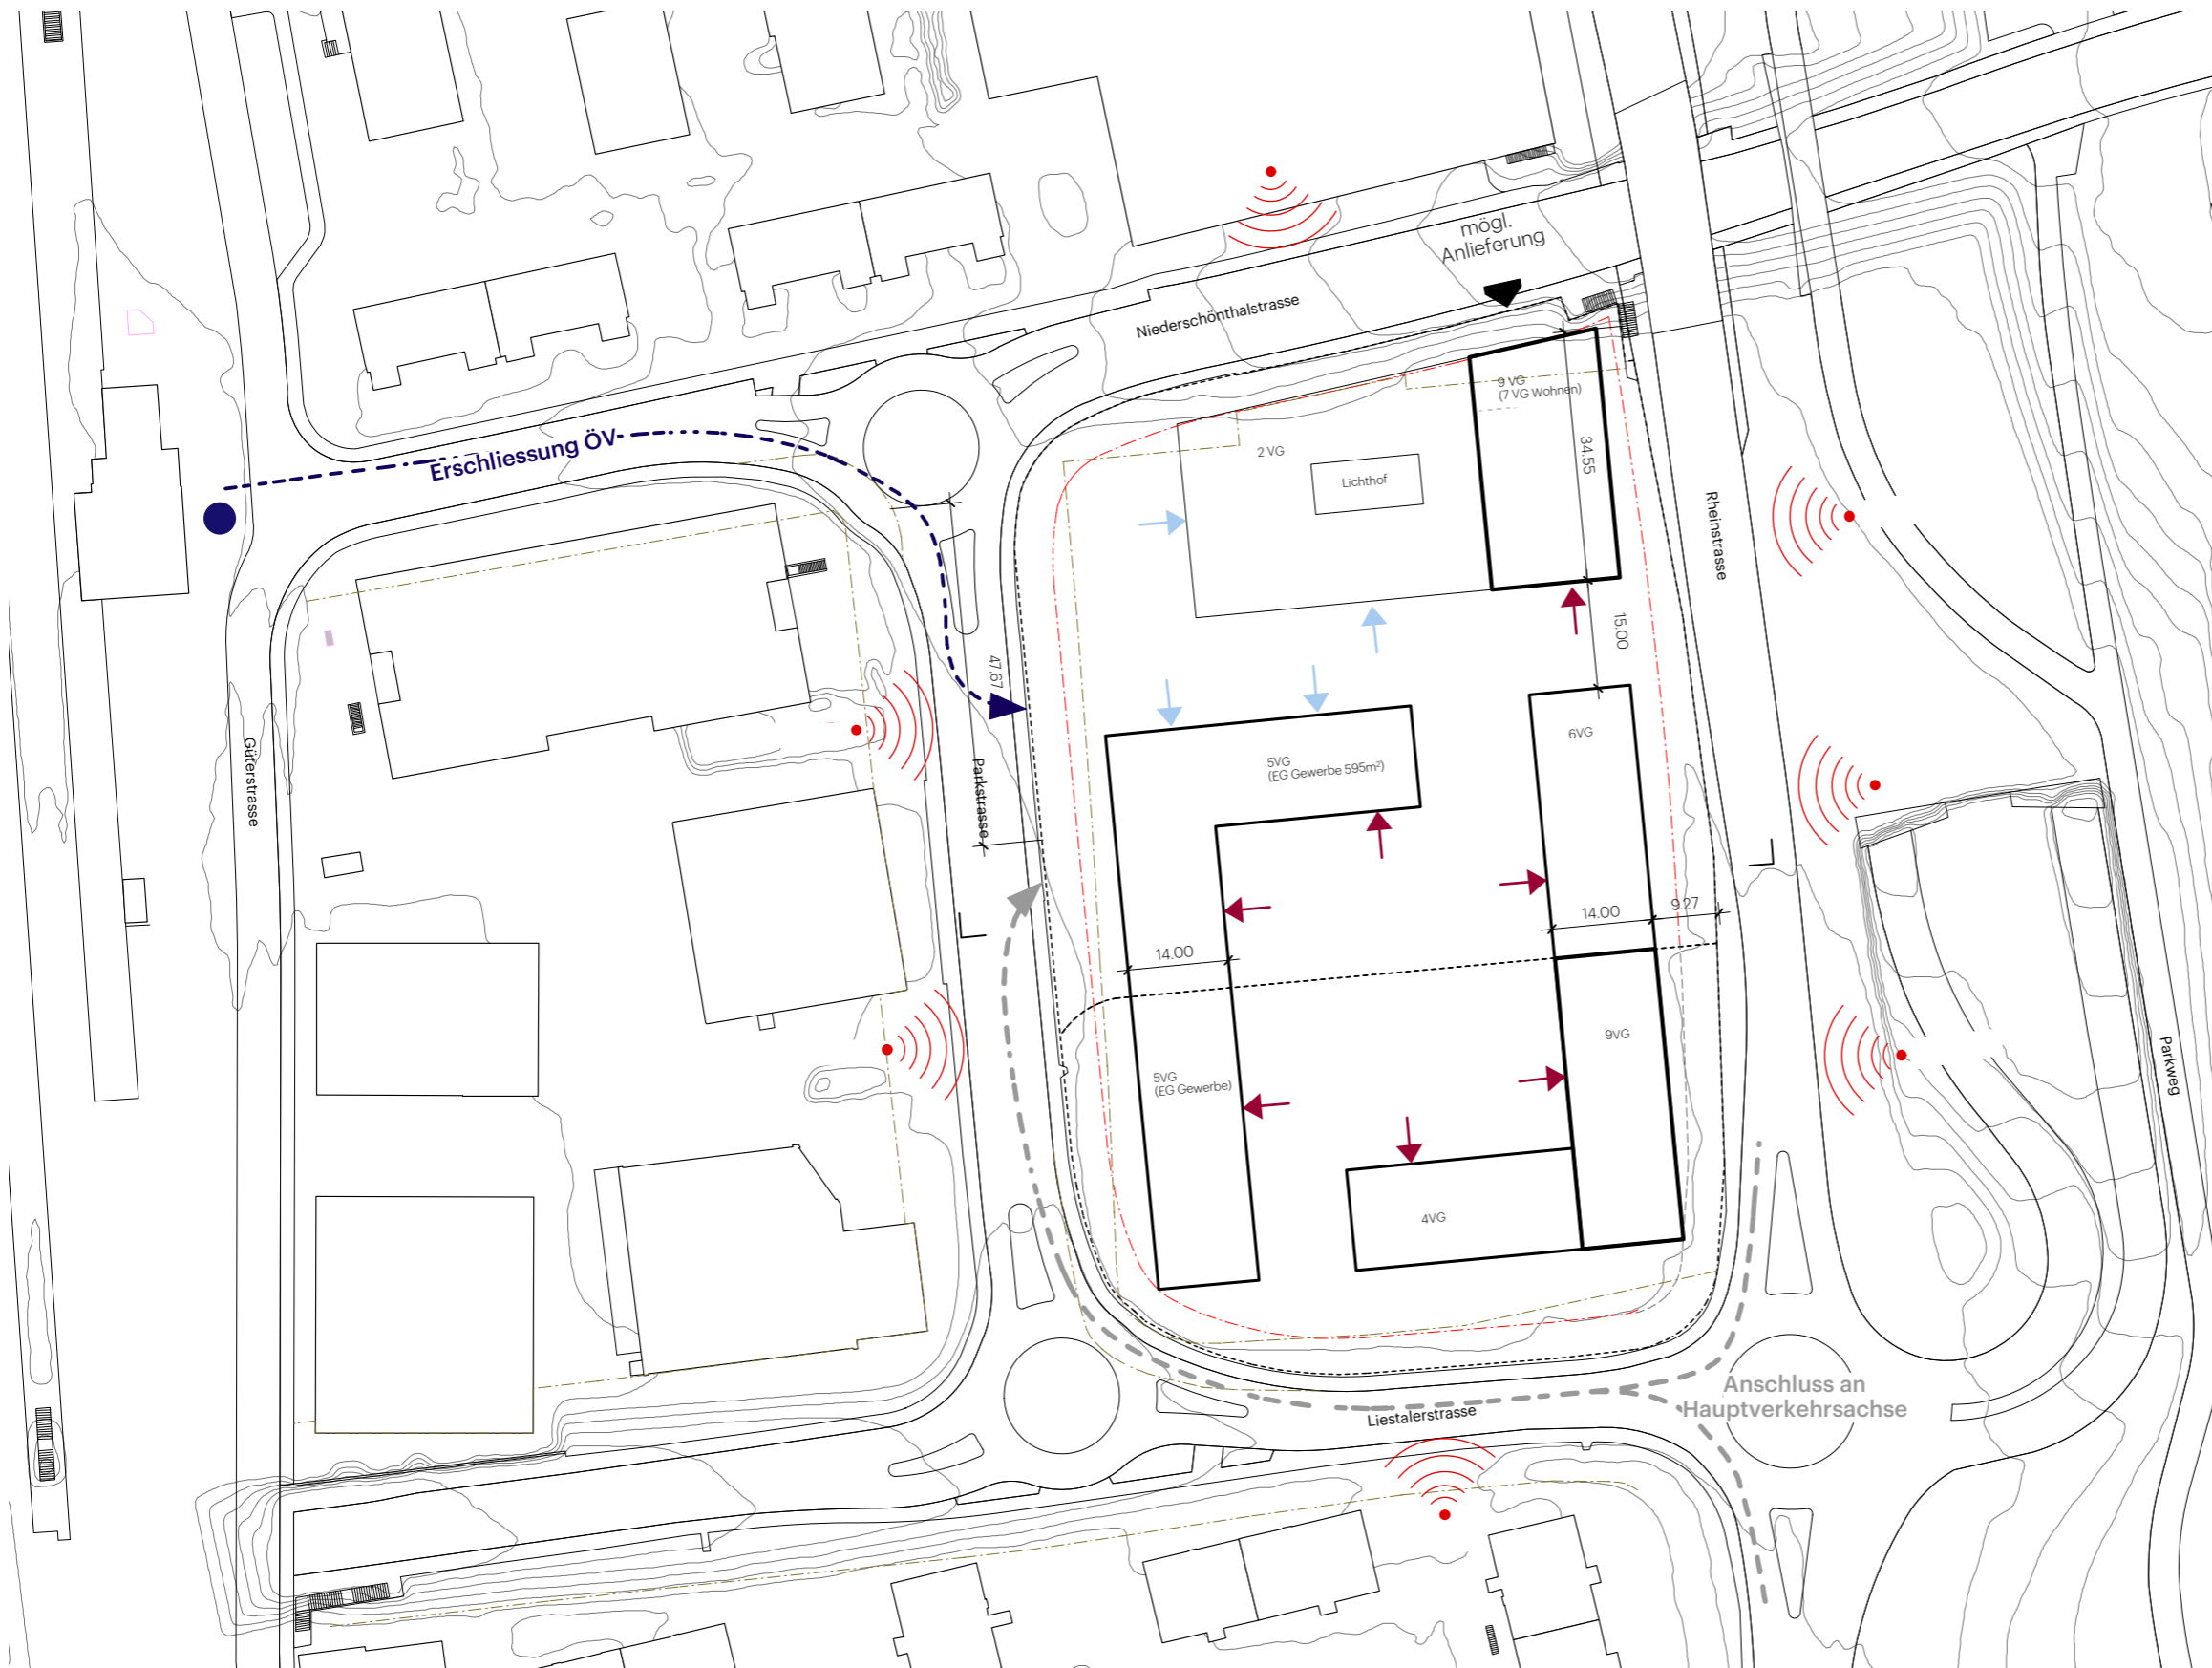 mögl.
Anlieferung
Niederschönthalstrasse
9 VG
(7 VG Wohnen)
Erschliessung ÖV
2 VG
34.55
Lichthof
Rheinstrasse
15.00
47.67
6VG
Güterstrasse
Parkstrasse
5VG
(EG Gewerbe 595m²)
14.00
9.27
14.00
9VG
Parkweg
5VG
(EG Gewerbe)
4VG
Anschluss an
Hauptverkehrsachse
Liestalerstrasse